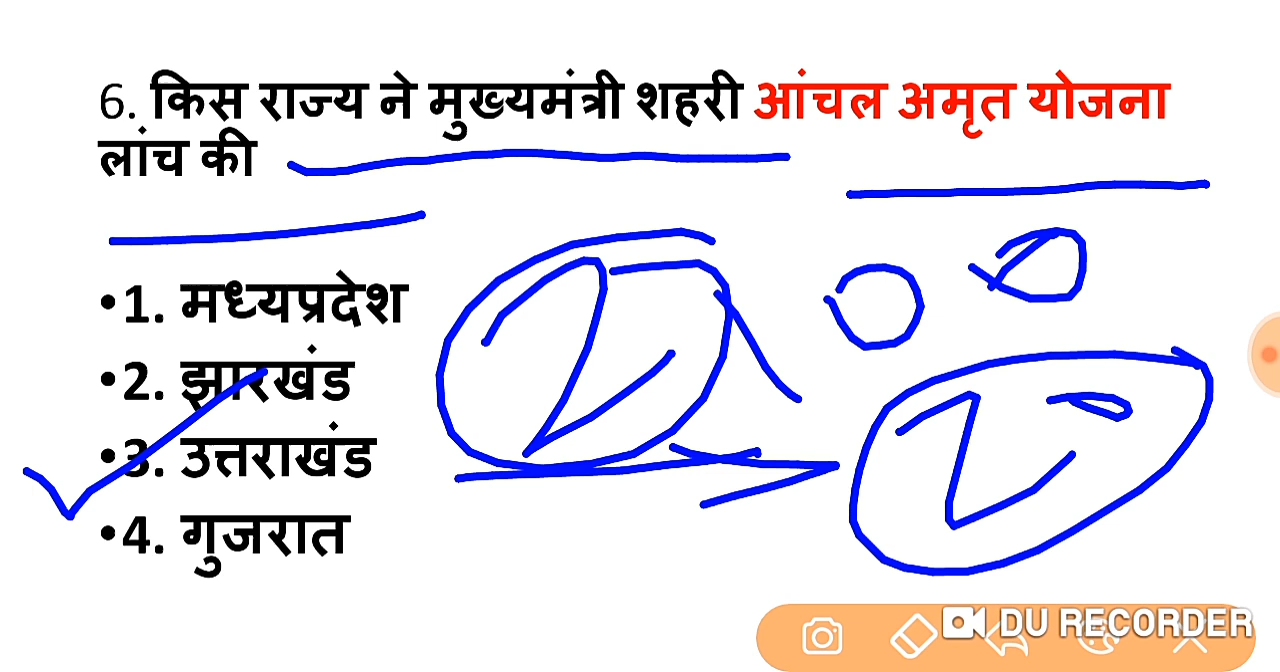 6. किस राज्य ने मुख्यमंत्री शहरी आंचल अमृत योजना
लांच की
•1. मध्यप्रदेश
•2. झारखंड
•3. उत्तराखंड
•4. गुजरात
DU RECORDER